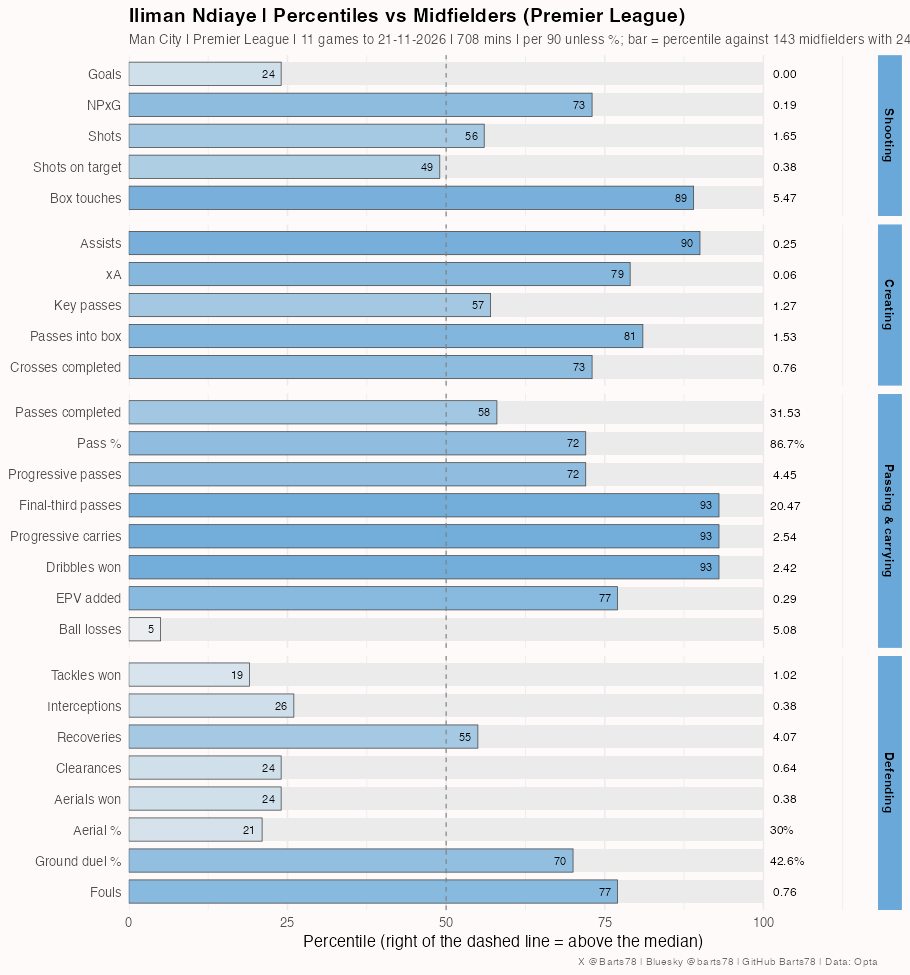 Iliman Ndiaye | Percentiles vs Midfielders (Premier League)
Man City | Premier League | 11 games to 21-11-2026 | 708 mins | per 90 unless %; bar = percentile against 143 midfielders with 24
Goals 24 0.00
NPxG 73 0.19
Shots 56 1.65
Shots on target 49 0.38
Box touches 89 5.47
Shooting
Assists 90 0.25
xA 79 0.06
Key passes 57 1.27
Passes into box 81 1.53
Crosses completed 73 0.76
Creating
Passes completed 58 31.53
Pass % 72 86.7%
Progressive passes 72 4.45
Final-third passes 93 20.47
Progressive carries 93 2.54
Dribbles won 93 2.42
EPV added 77 0.29
Ball losses 5 5.08
Passing & carrying
Tackles won 19 1.02
Interceptions 26 0.38
Recoveries 55 4.07
Clearances 24 0.64
Aerials won 24 0.38
Aerial % 21 30%
Ground duel % 70 42.6%
Fouls 77 0.76
Defending
0 25 50 75 100
Percentile (right of the dashed line = above the median)
X @Barts78 | Bluesky @barts78 | GitHub Barts78 | Data: Opta